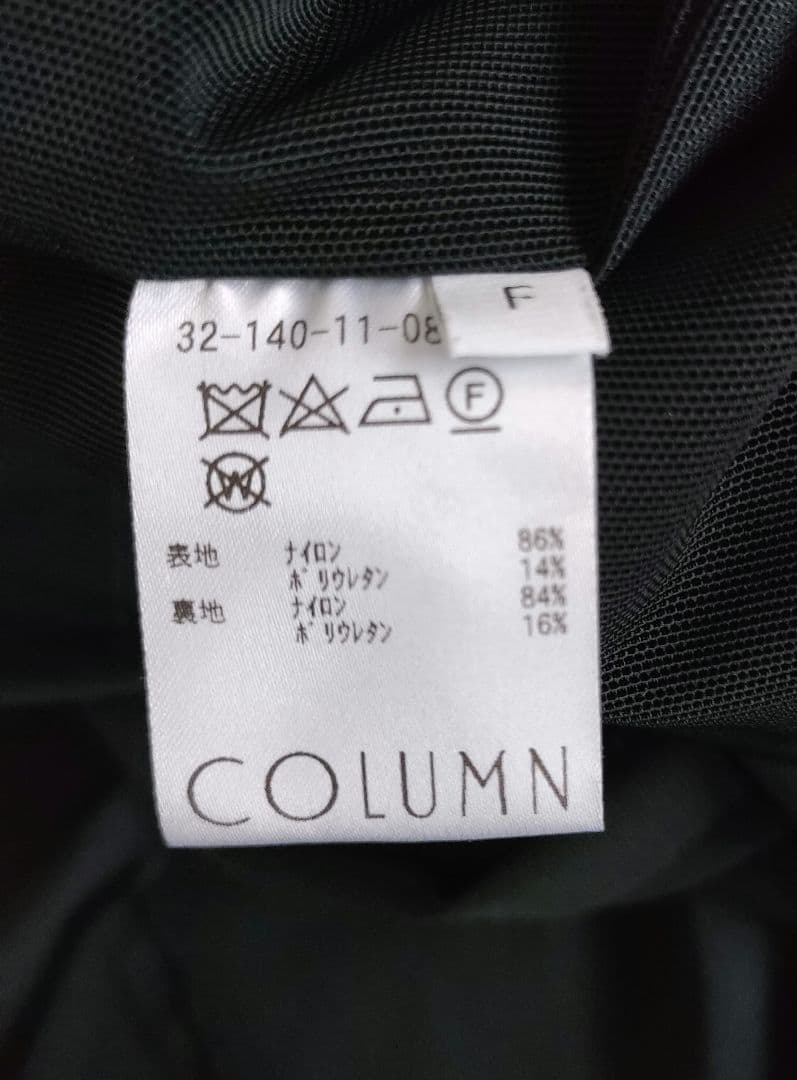 F
32-140-11-08
F
W
表地 ナイロン 86%
ポリウレタン 14%
裏地 ナイロン 84%
ポリウレタン 16%
COLUMN